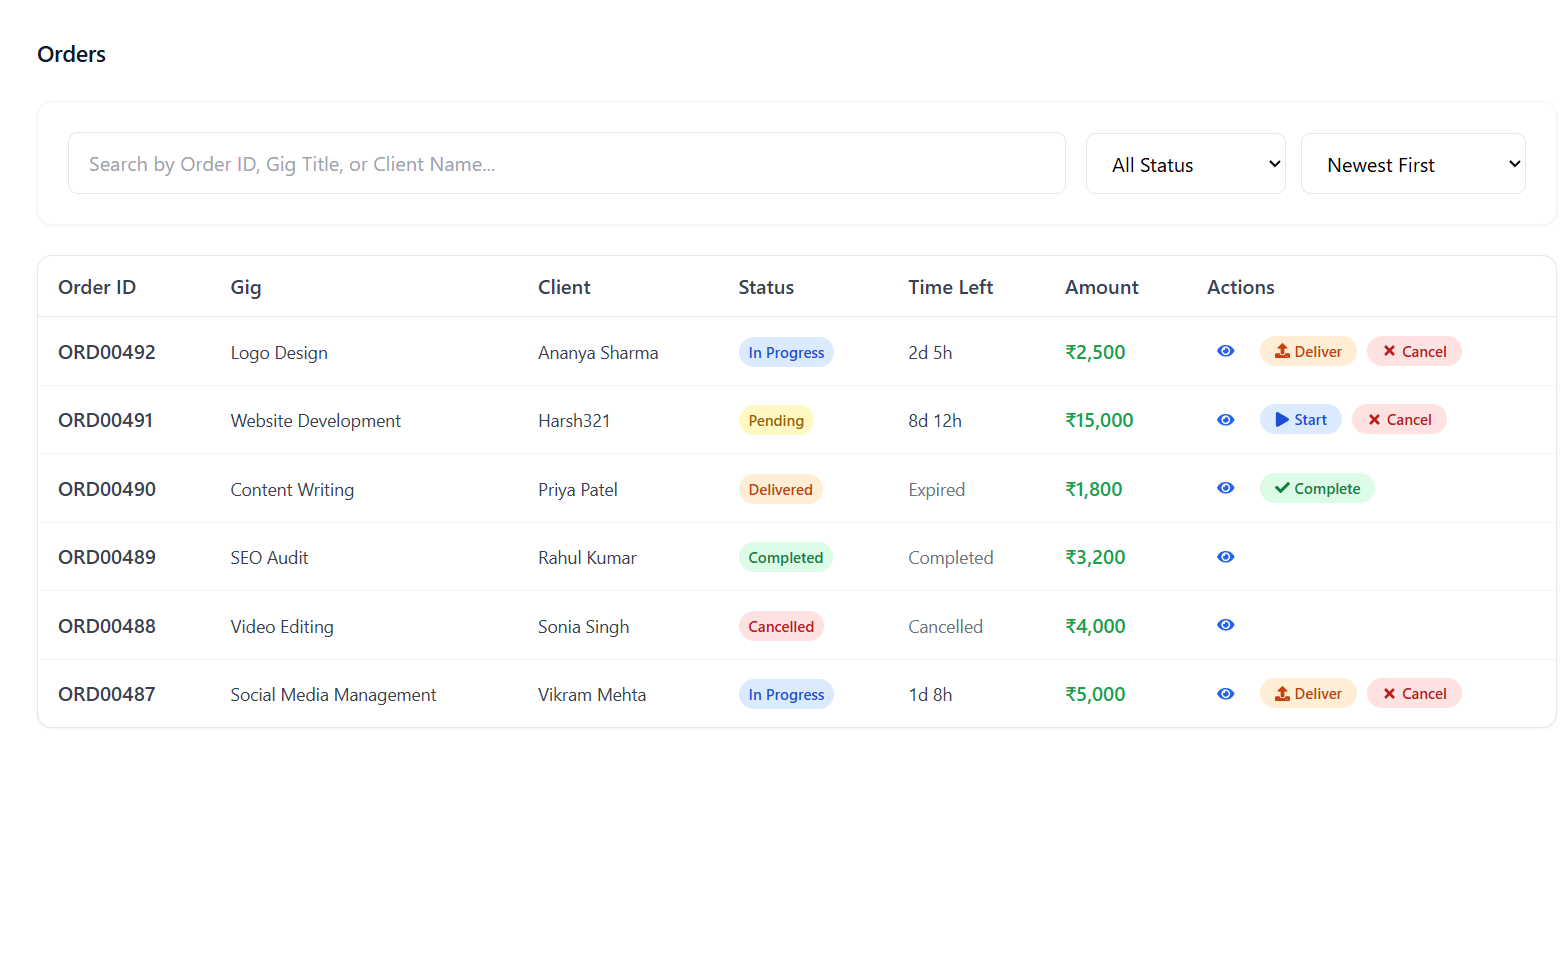 Orders
Search by Order ID, Gig Title, or Client Name...
All Status
Newest First
Order ID Gig Client Status Time Left Amount Actions
ORD00492 Logo Design Ananya Sharma In Progress 2d 5h ₹2,500 Deliver Cancel
ORD00491 Website Development Harsh321 Pending 8d 12h ₹15,000 Start Cancel
ORD00490 Content Writing Priya Patel Delivered Expired ₹1,800 Complete
ORD00489 SEO Audit Rahul Kumar Completed Completed ₹3,200
ORD00488 Video Editing Sonia Singh Cancelled Cancelled ₹4,000
ORD00487 Social Media Management Vikram Mehta In Progress 1d 8h ₹5,000 Deliver Cancel